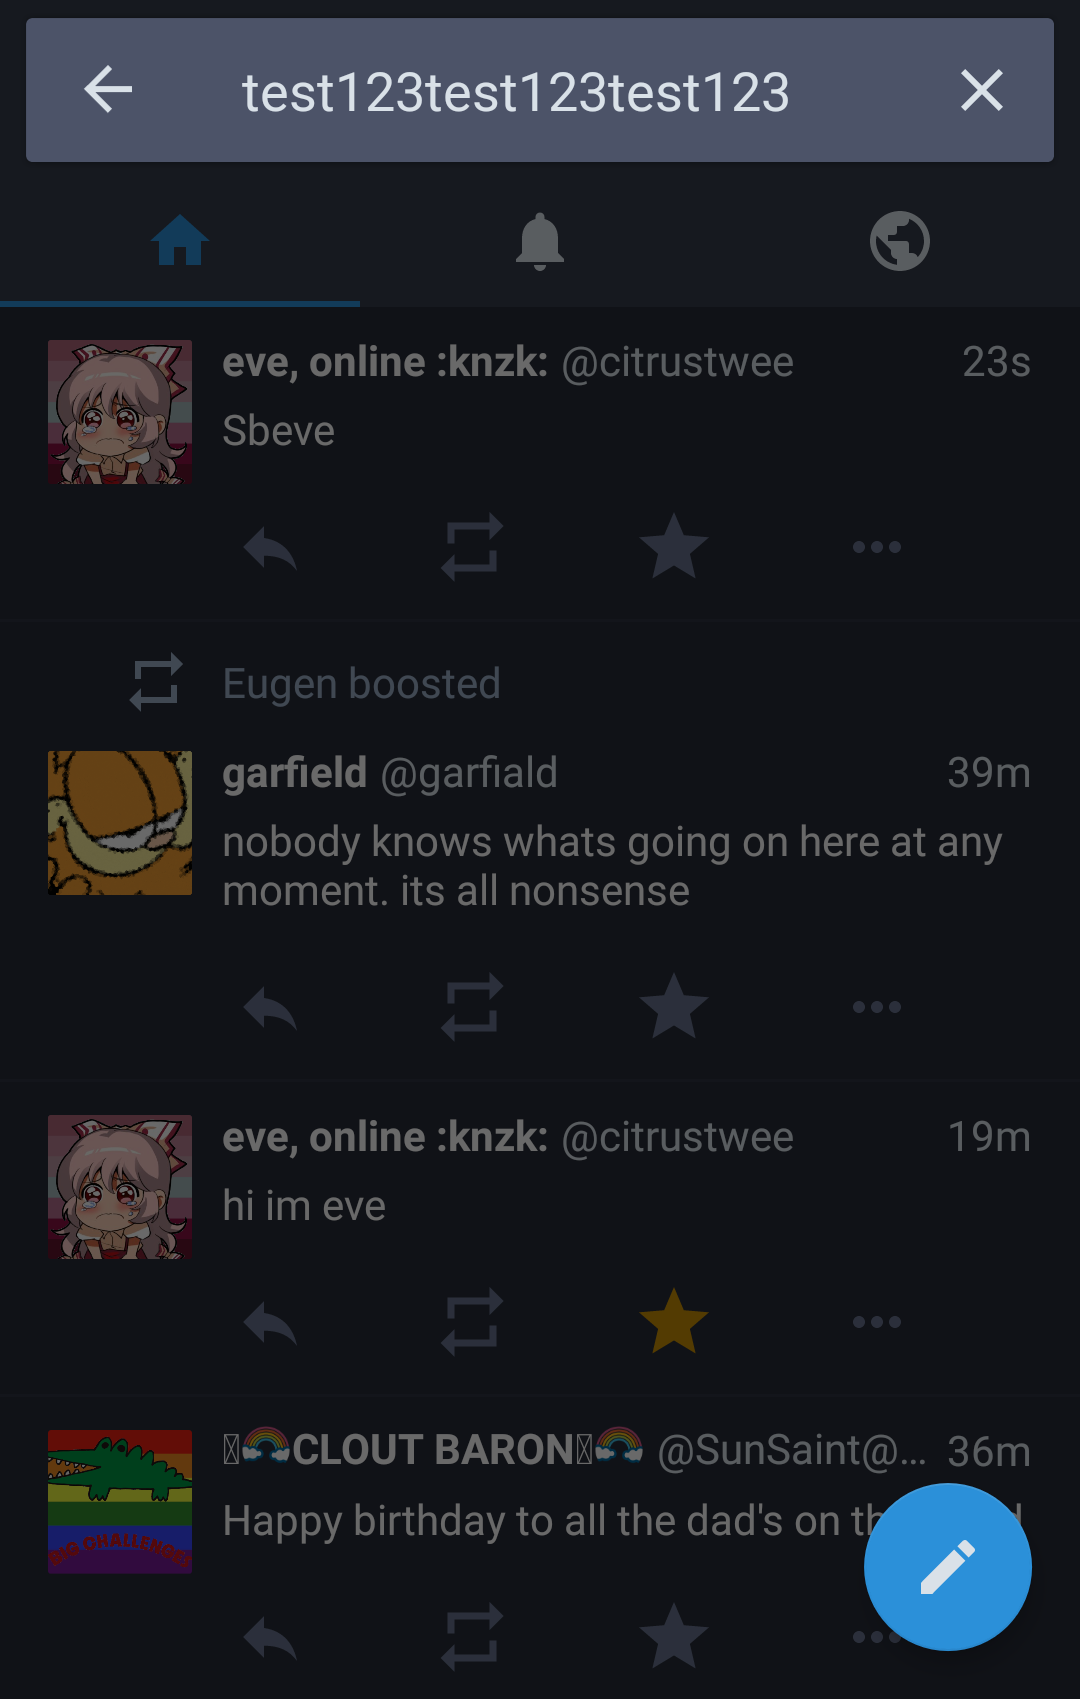 test123test123test123
eve, online :knzk: @citrustwee 23s
Sbeve
Eugen boosted
garfield @garfiald 39m
nobody knows whats going on here at any
moment. its all nonsense
eve, online :knzk: @citrustwee 19m
hi im eve
🌈CLOUT BARON🌈 @SunSaint@... 36m
Happy birthday to all the dad's on
CHALLENGE